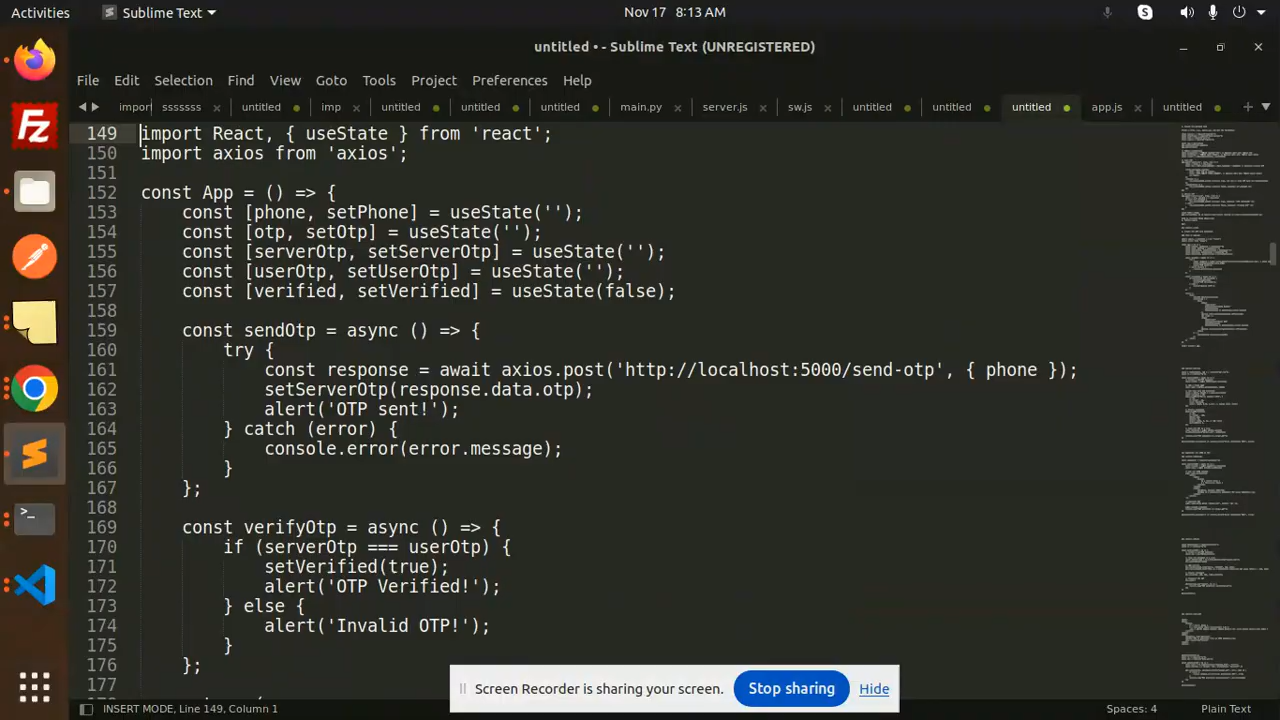 Activities Sublime Text Nov 17 8:13 AM
untitled • - Sublime Text (UNREGISTERED)
File Edit Selection Find View Goto Tools Project Preferences Help
import sssssss untitled imp untitled untitled untitled main.py server.js sw.js untitled untitled untitled app.js untitled
149 import React, { useState } from 'react';
150 import axios from 'axios';
151
152 const App = () => {
153 const [phone, setPhone] = useState('');
154 const [otp, setOtp] = useState('');
155 const [serverOtp, setServerOtp] = useState('');
156 const [userOtp, setUserOtp] = useState('');
157 const [verified, setVerified] = useState(false);
158
159 const sendOtp = async () => {
160 try {
161 const response = await axios.post('http://localhost:5000/send-otp', { phone });
162 setServerOtp(response.data.otp);
163 alert('OTP sent!');
164 } catch (error) {
165 console.error(error.message);
166 }
167 };
168
169 const verifyOtp = async () => {
170 if (serverOtp === userOtp) {
171 setVerified(true);
172 alert('OTP Verified!');
173 } else {
174 alert('Invalid OTP!');
175 }
176 };
177
Screen Recorder is sharing your screen. Stop sharing Hide
INSERT MODE, Line 149, Column 1 Spaces: 4 Plain Text